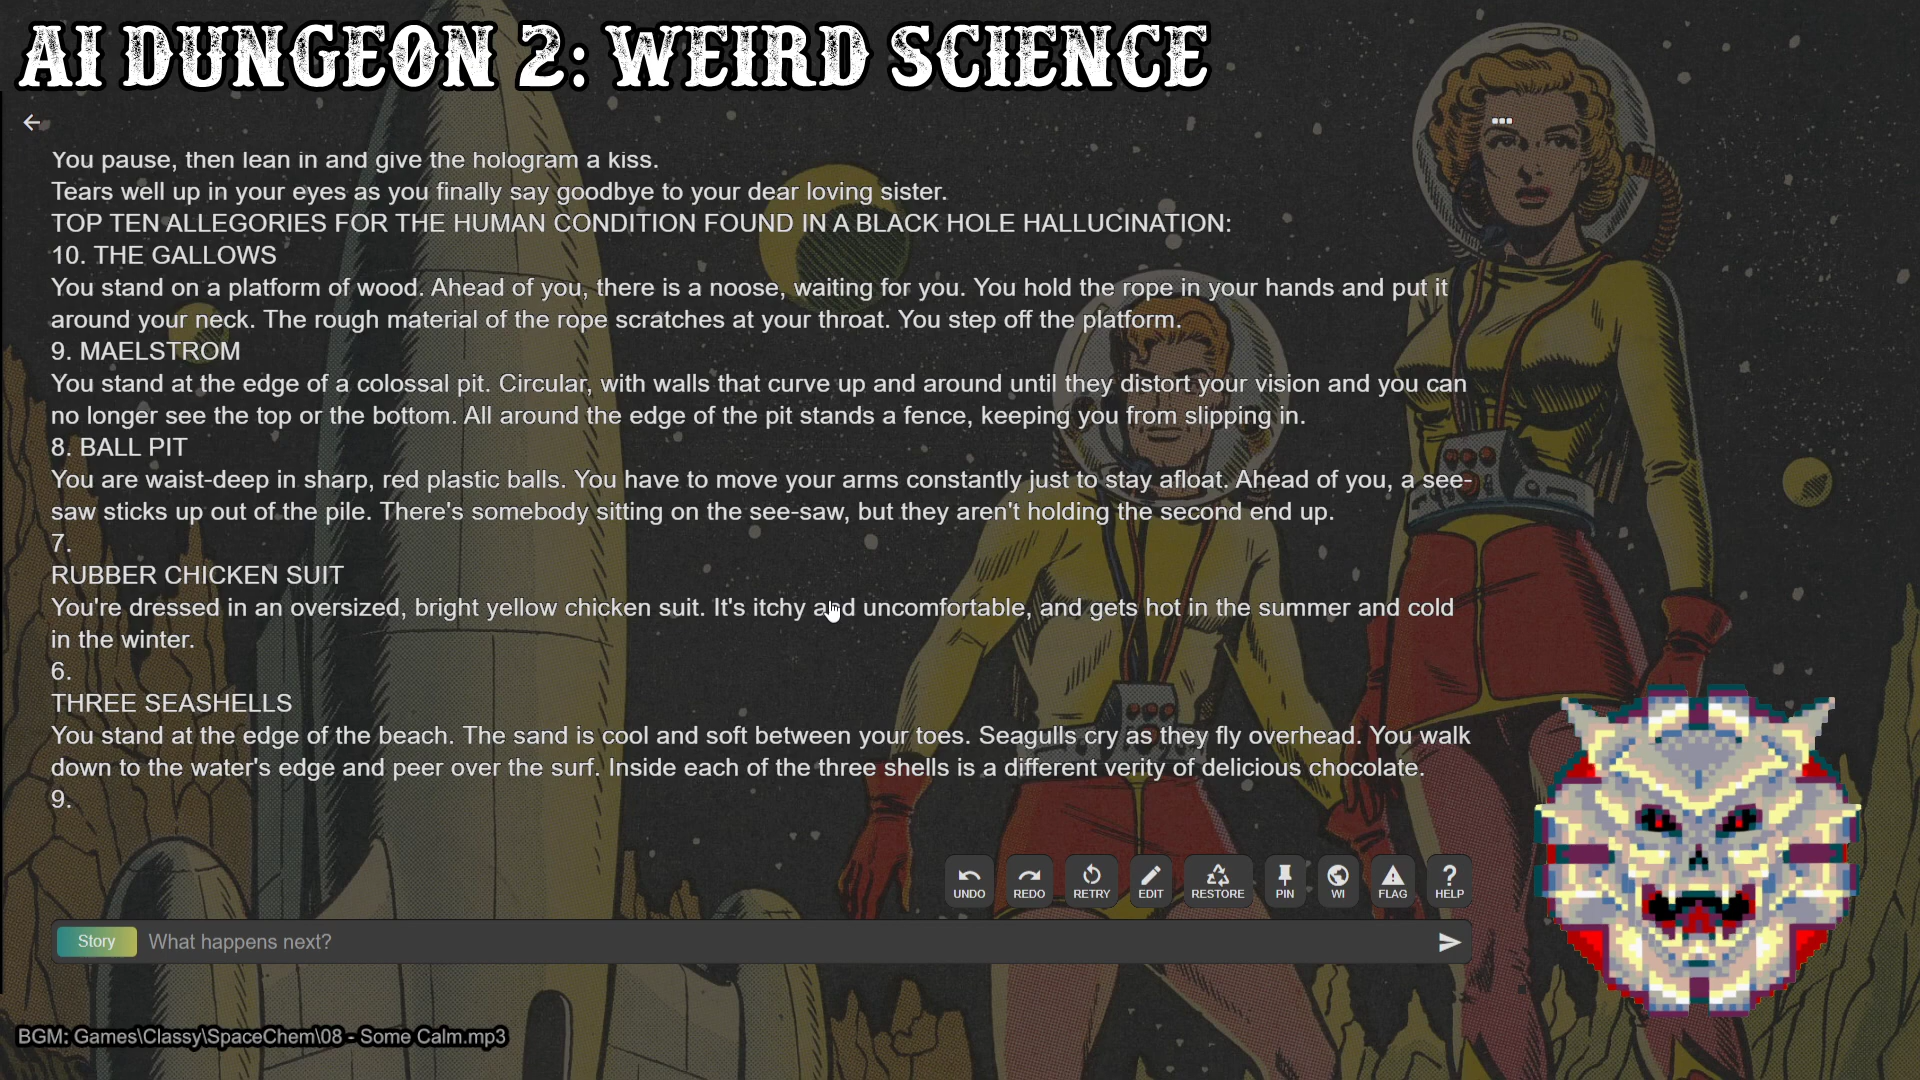 AI DUNGEON 2: WEIRD SCIENCE
You pause, then lean in and give the hologram a kiss.
Tears well up in your eyes as you finally say goodbye to your dear loving sister.
TOP TEN ALLEGORIES FOR THE HUMAN CONDITION FOUND IN A BLACK HOLE HALLUCINATION:
10. THE GALLOWS
You stand on a platform of wood. Ahead of you, there is a noose, waiting for you. You hold the rope in your hands and put it
around your neck. The rough material of the rope scratches at your throat. You step off the platform.
9. MAELSTROM
You stand at the edge of a colossal pit. Circular, with walls that curve up and around until they distort your vision and you can
no longer see the top or the bottom. All around the edge of the pit stands a fence, keeping you from slipping in.
8. BALL PIT
You are waist-deep in sharp, red plastic balls. You have to move your arms constantly just to stay afloat. Ahead of you, a see-
saw sticks up out of the pile. There's somebody sitting on the see-saw, but they aren't holding the second end up.
7.
RUBBER CHICKEN SUIT
You're dressed in an oversized, bright yellow chicken suit. It's itchy and uncomfortable, and gets hot in the summer and cold
in the winter.
6.
THREE SEASHELLS
You stand at the edge of the beach. The sand is cool and soft between your toes. Seagulls cry as they fly overhead. You walk
down to the water's edge and peer over the surf. Inside each of the three shells is a different verity of delicious chocolate.
9.
UNDO REDO RETRY EDIT RESTORE PIN WI FLAG HELP
Story What happens next?
BGM: Games\Classy\SpaceChem\08 - Some Calm.mp3